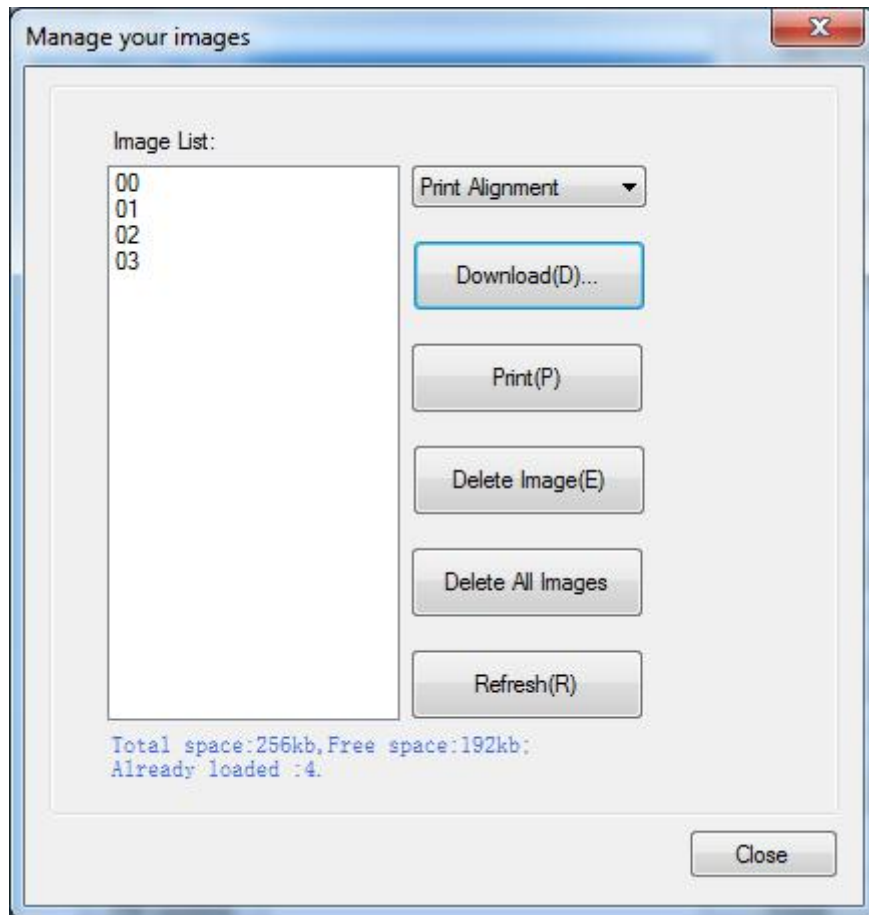 Manage your images
Image List:
00
01
02
03
Print Alignment
Download(D)...
Print(P)
Delete Image(E)
Delete All Images
Refresh(R)
Total space:256kb,Free space:192kb;
Already loaded :4.
Close